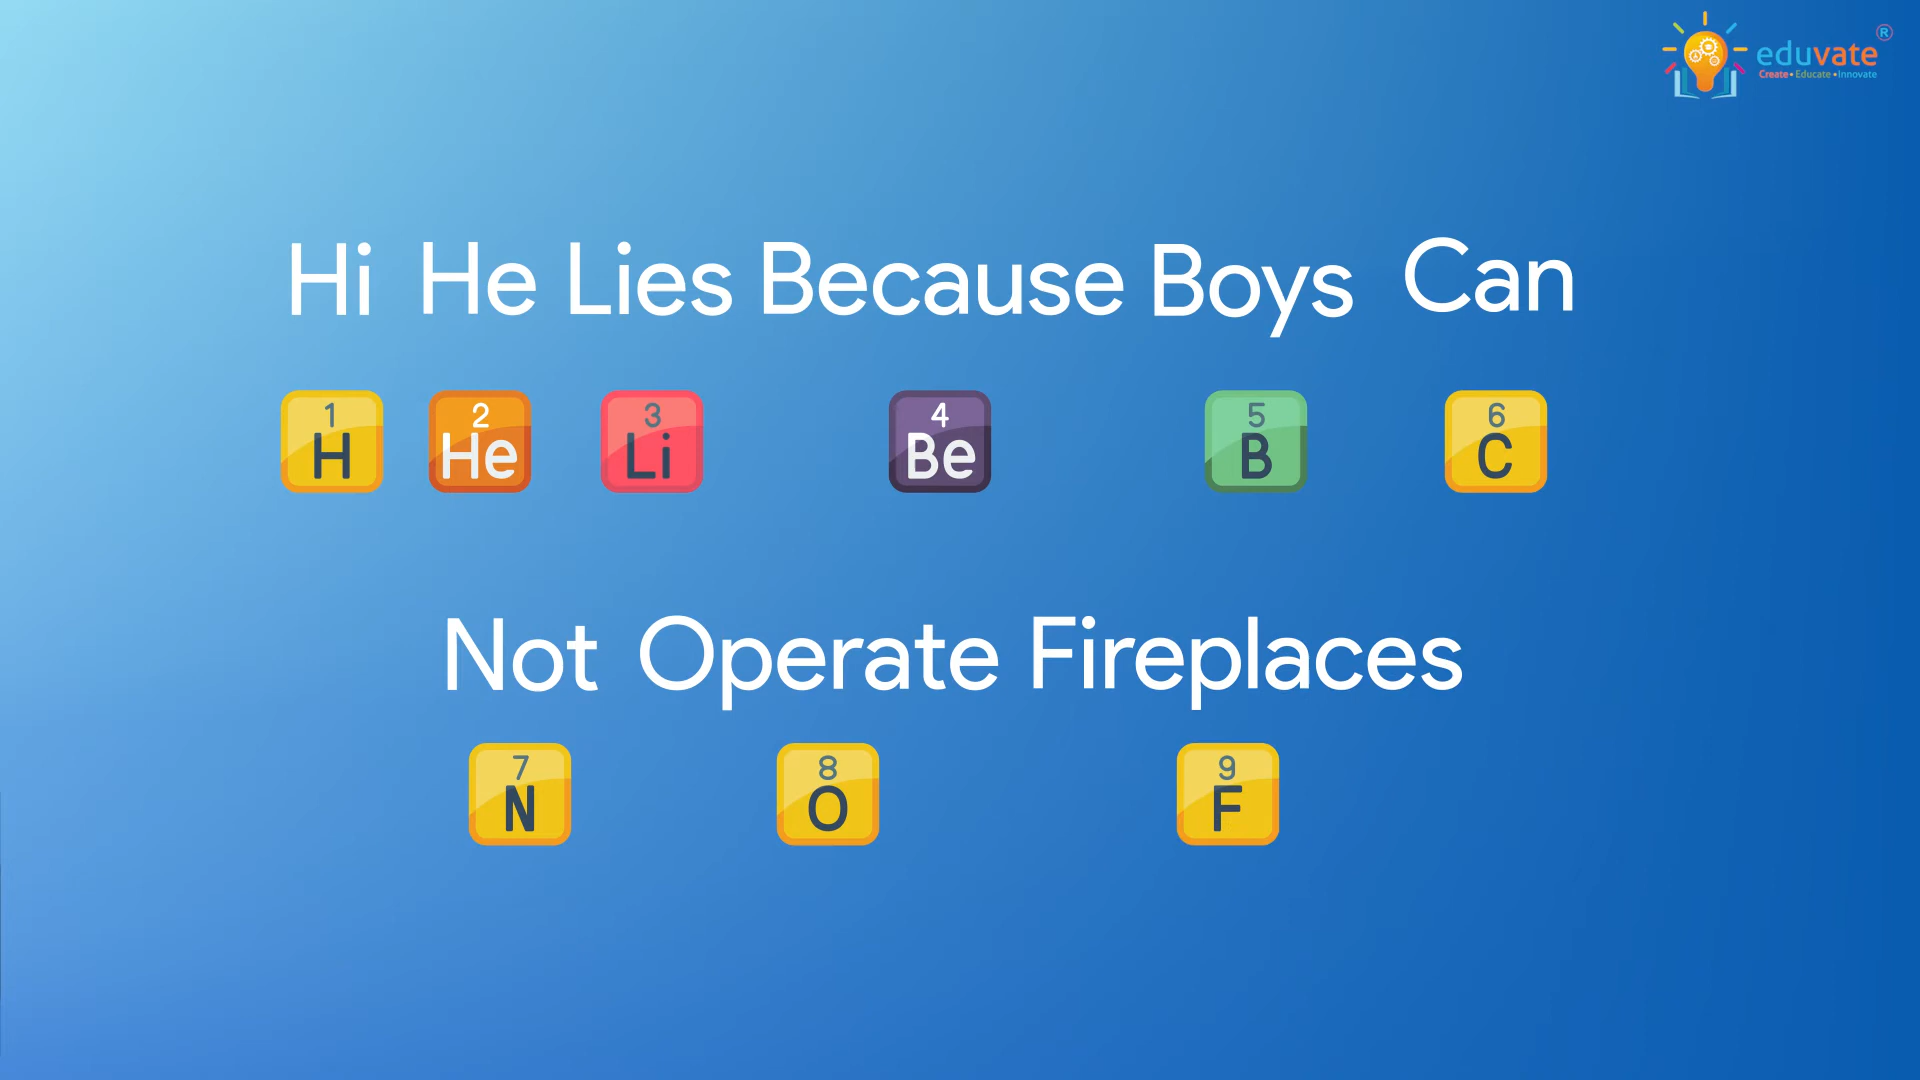 eduvate®
Create • Educate • Innovate
Hi He Lies Because Boys Can
1 2 3 4 5 6
H He Li Be B C
Not Operate Fireplaces
7 8 9
N O F